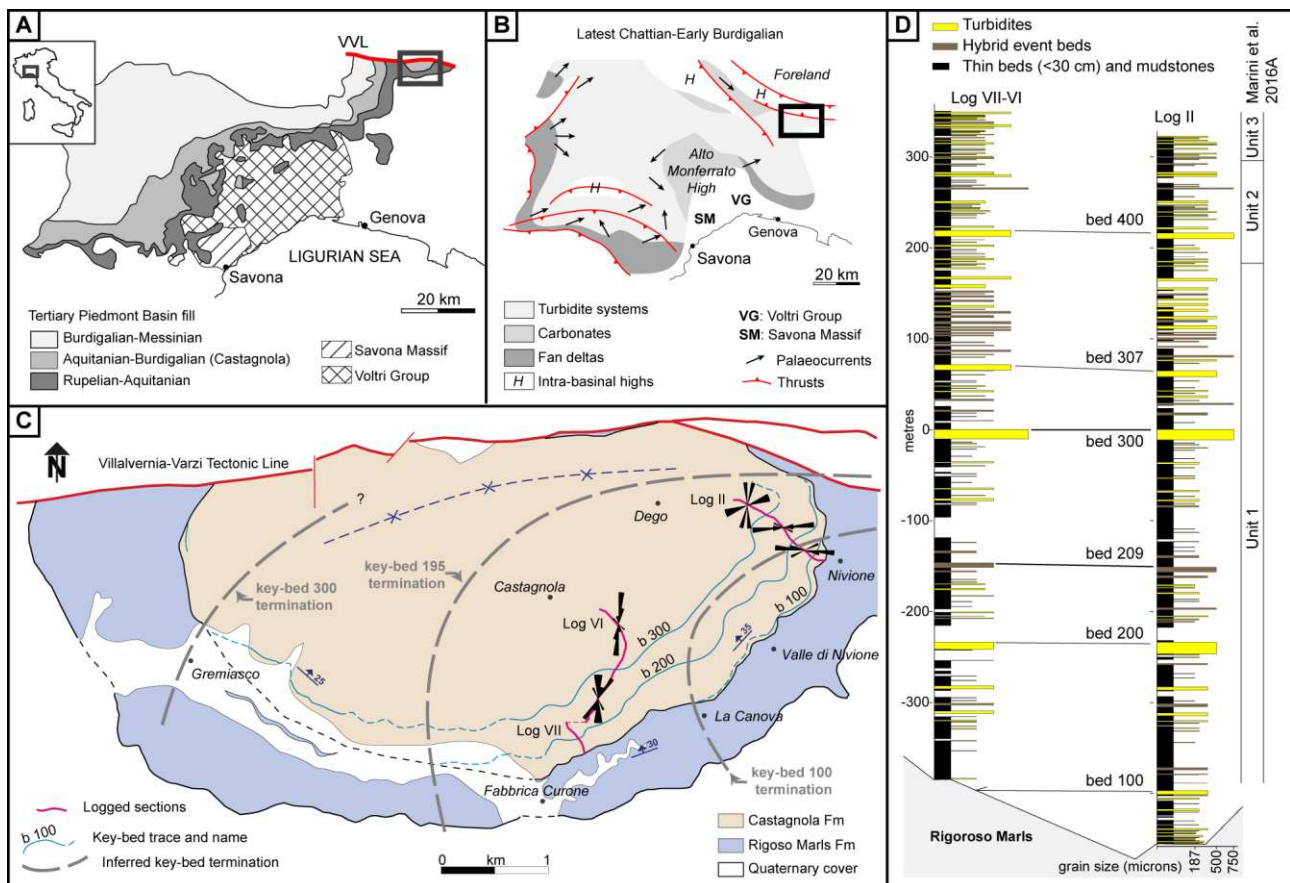 A
VVL
Genova
LIGURIAN SEA
Savona
20 km
Tertiary Piedmont Basin fill
Burdigalian-Messinian
Aquitanian-Burdigalian (Castagnola)
Rupelian-Aquitanian
Savona Massif
Voltri Group
B
Latest Chattian-Early Burdigalian
H
Foreland
H
H
Alto
Monferrato
High
VG
SM
Genova
Savona
20 km
Turbidite systems
Carbonates
Fan deltas
H Intra-basinal highs
VG: Voltri Group
SM: Savona Massif
Palaeocurrents
Thrusts
C
N
Villalvernia-Varzi Tectonic Line
?
Log II
Dego
key-bed 195
termination
key-bed 300
termination
Castagnola
Nivione
b 100
Log VI
b 300
35
Gremiasco
25
b 200
Valle di Nivione
La Canova
Log VII
30
key-bed 100
termination
Fabbrica Curone
Logged sections
b 100
Key-bed trace and name
Inferred key-bed termination
0 km 1
Castagnola Fm
Rigoso Marls Fm
Quaternary cover
D
Turbidites
Hybrid event beds
Thin beds (<30 cm) and mudstones
Marini et al.
2016A
Log VII-VI
Log II
Unit 3
300
Unit 2
bed 400
200
100
bed 307
metres
0
bed 300
-100
Unit 1
bed 209
-200
bed 200
-300
bed 100
Rigoroso Marls
grain size (microns)
187
500
750